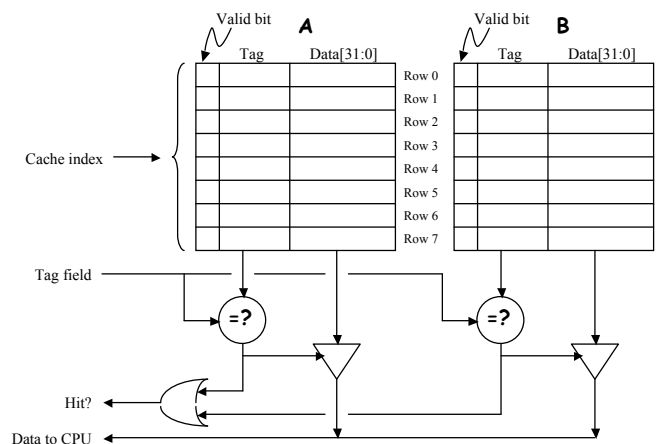 Valid bit A Valid bit B
Tag Data[31:0] Tag Data[31:0]
Row 0
Row 1
Row 2
Row 3
Cache index
Row 4
Row 5
Row 6
Row 7
Tag field
=? =?
Hit?
Data to CPU